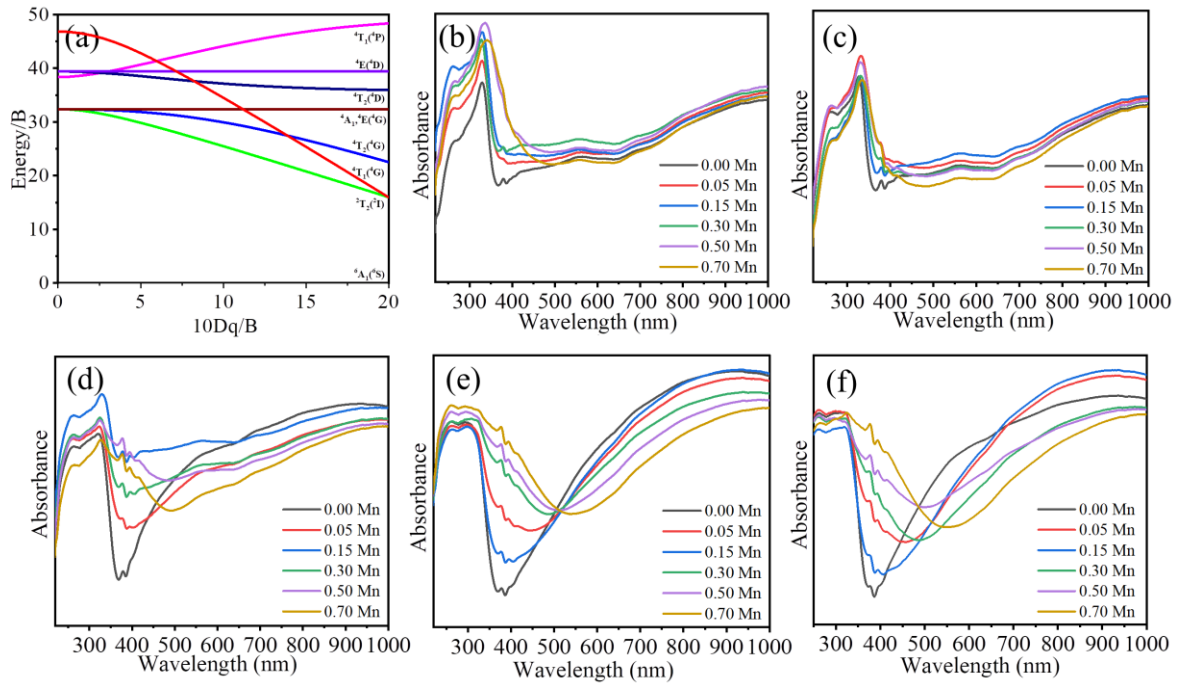 (a)
Energy/B
50
40
30
20
10
0
⁴T₁(⁴P)
⁴E(⁴D)
⁴T₂(⁴D)
⁴A₁,⁴E(⁴G)
⁴T₂(⁴G)
⁴T₁(⁴G)
²T₂(²I)
⁶A₁(⁶S)
0 5 10 15 20
10Dq/B
(b)
Absorbance
0.00 Mn
0.05 Mn
0.15 Mn
0.30 Mn
0.50 Mn
0.70 Mn
300 400 500 600 700 800 900 1000
Wavelength (nm)
(c)
Absorbance
0.00 Mn
0.05 Mn
0.15 Mn
0.30 Mn
0.50 Mn
0.70 Mn
300 400 500 600 700 800 900 1000
Wavelength (nm)
(d)
Absorbance
0.00 Mn
0.05 Mn
0.15 Mn
0.30 Mn
0.50 Mn
0.70 Mn
300 400 500 600 700 800 900 1000
Wavelength (nm)
(e)
Absorbance
0.00 Mn
0.05 Mn
0.15 Mn
0.30 Mn
0.50 Mn
0.70 Mn
300 400 500 600 700 800 900 1000
Wavelength (nm)
(f)
Absorbance
0.00 Mn
0.05 Mn
0.15 Mn
0.30 Mn
0.50 Mn
0.70 Mn
300 400 500 600 700 800 900 1000
Wavelength (nm)